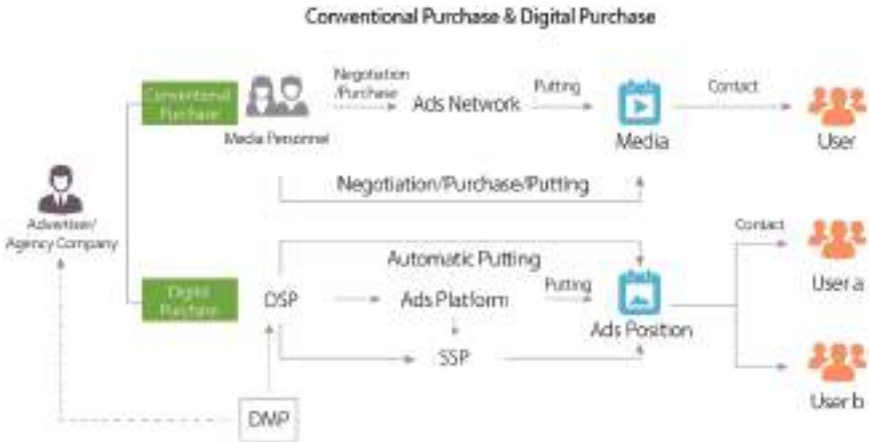 Conventional Purchase & Digital Purchase
Conventional
Purchase
Media Personnel
Negotiation
/Purchase
Ads Network
Putting
Media
Contact
User
Negotiation/Purchase/Putting
Advertiser/
Agency Company
Digital
Purchase
DSP
Automatic Putting
Ads Platform
Putting
Ads Position
SSP
Contact
User a
User b
DMP